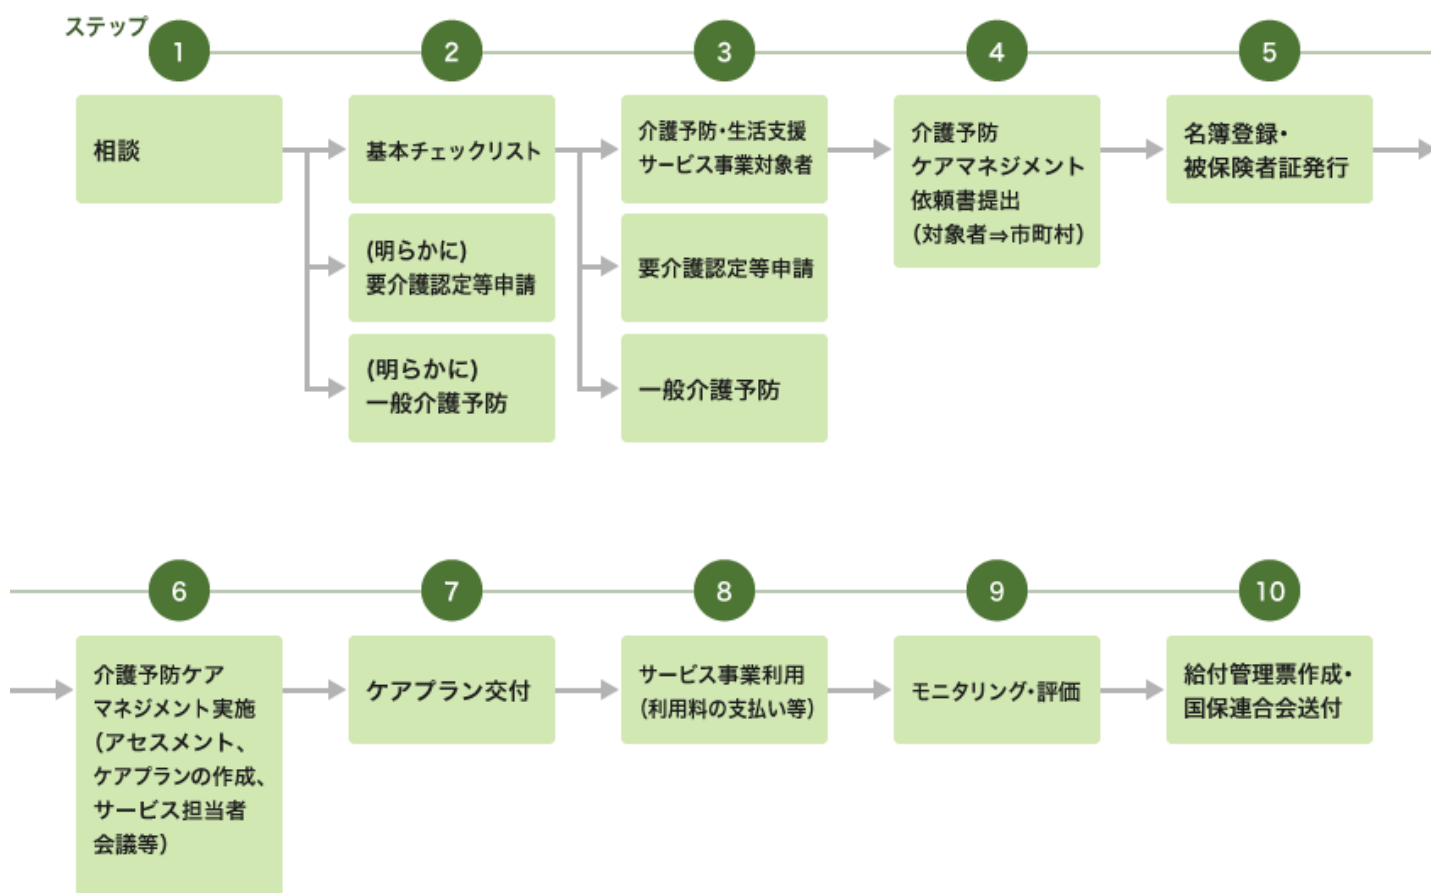 ステップ
1
2
3
4
5
相談
基本チェックリスト
(明らかに)
要介護認定等申請
(明らかに)
一般介護予防
介護予防・生活支援
サービス事業対象者
要介護認定等申請
一般介護予防
介護予防
ケアマネジメント
依頼書提出
（対象者⇒市町村）
名簿登録・
被保険者証発行
6
7
8
9
10
介護予防ケア
マネジメント実施
（アセスメント、
ケアプランの作成、
サービス担当者
会議等）
ケアプラン交付
サービス事業利用
（利用料の支払い等）
モニタリング・評価
給付管理票作成・
国保連合会送付